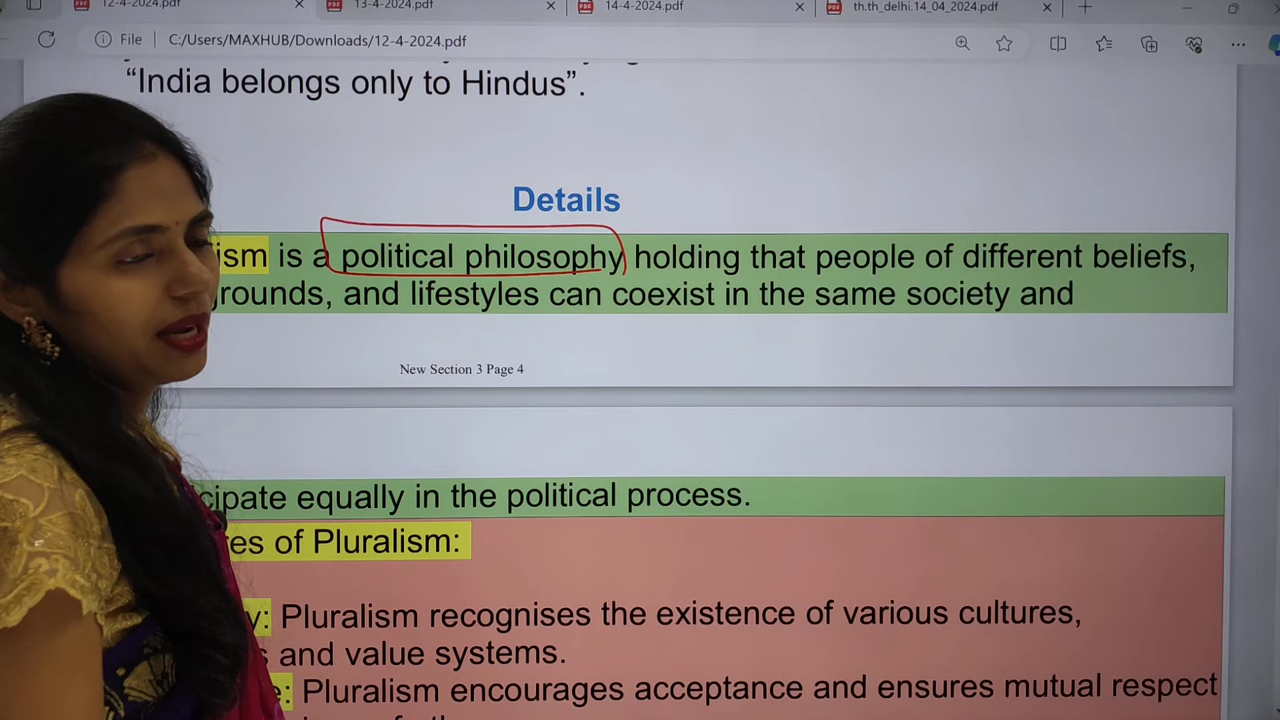 12-4-2024.pdf 13-4-2024.pdf 14-4-2024.pdf th.th_delhi.14_04_2024.pdf
File C:/Users/MAXHUB/Downloads/12-4-2024.pdf
“India belongs only to Hindus”.
Details
ism is a political philosophy holding that people of different beliefs,
grounds, and lifestyles can coexist in the same society and
New Section 3 Page 4
cipate equally in the political process.
res of Pluralism:
y: Pluralism recognises the existence of various cultures,
s and value systems.
e: Pluralism encourages acceptance and ensures mutual respect